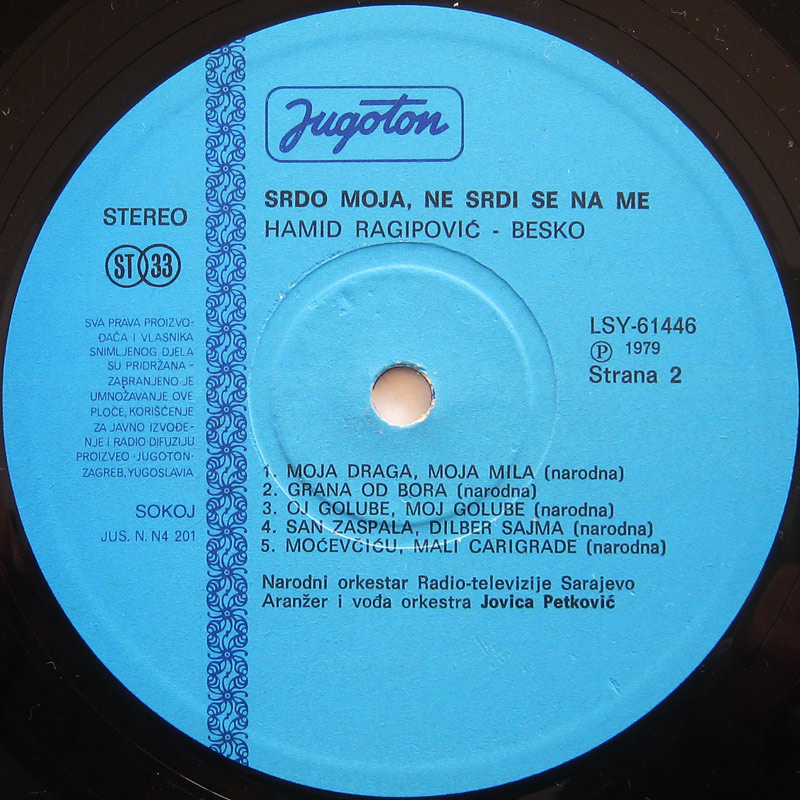 Jugoton
SRDO MOJA, NE SRDI SE NA ME
HAMID RAGIPOVIĆ - BESKO
STEREO
ST 33
SVA PRAVA PROIZVO-
ĐAČA I VLASNIKA
SNIMLJENOG DJELA
SU PRIDRŽANA -
ZABRANJENO JE
UMNOŽAVANJE OVE
PLOČE, KORIŠĆENJE
ZA JAVNO IZVOĐE-
NJE I RADIO-DIFUZIJU
PROIZVEO -JUGOTON-
ZAGREB, YUGOSLAVIA
SOKOJ
JUS. N. N4 201
LSY-61446
Ⓟ 1979
Strana 2
1. MOJA DRAGA, MOJA MILA (narodna)
2. GRANA OD BORA (narodna)
3. OJ GOLUBE, MOJ GOLUBE (narodna)
4. SAN ZASPALA, DILBER SAJMA (narodna)
5. MOĆEVČIĆU, MALI CARIGRADE (narodna)
Narodni orkestar Radio-televizije Sarajevo
Aranžer i vođa orkestra Jovica Petković